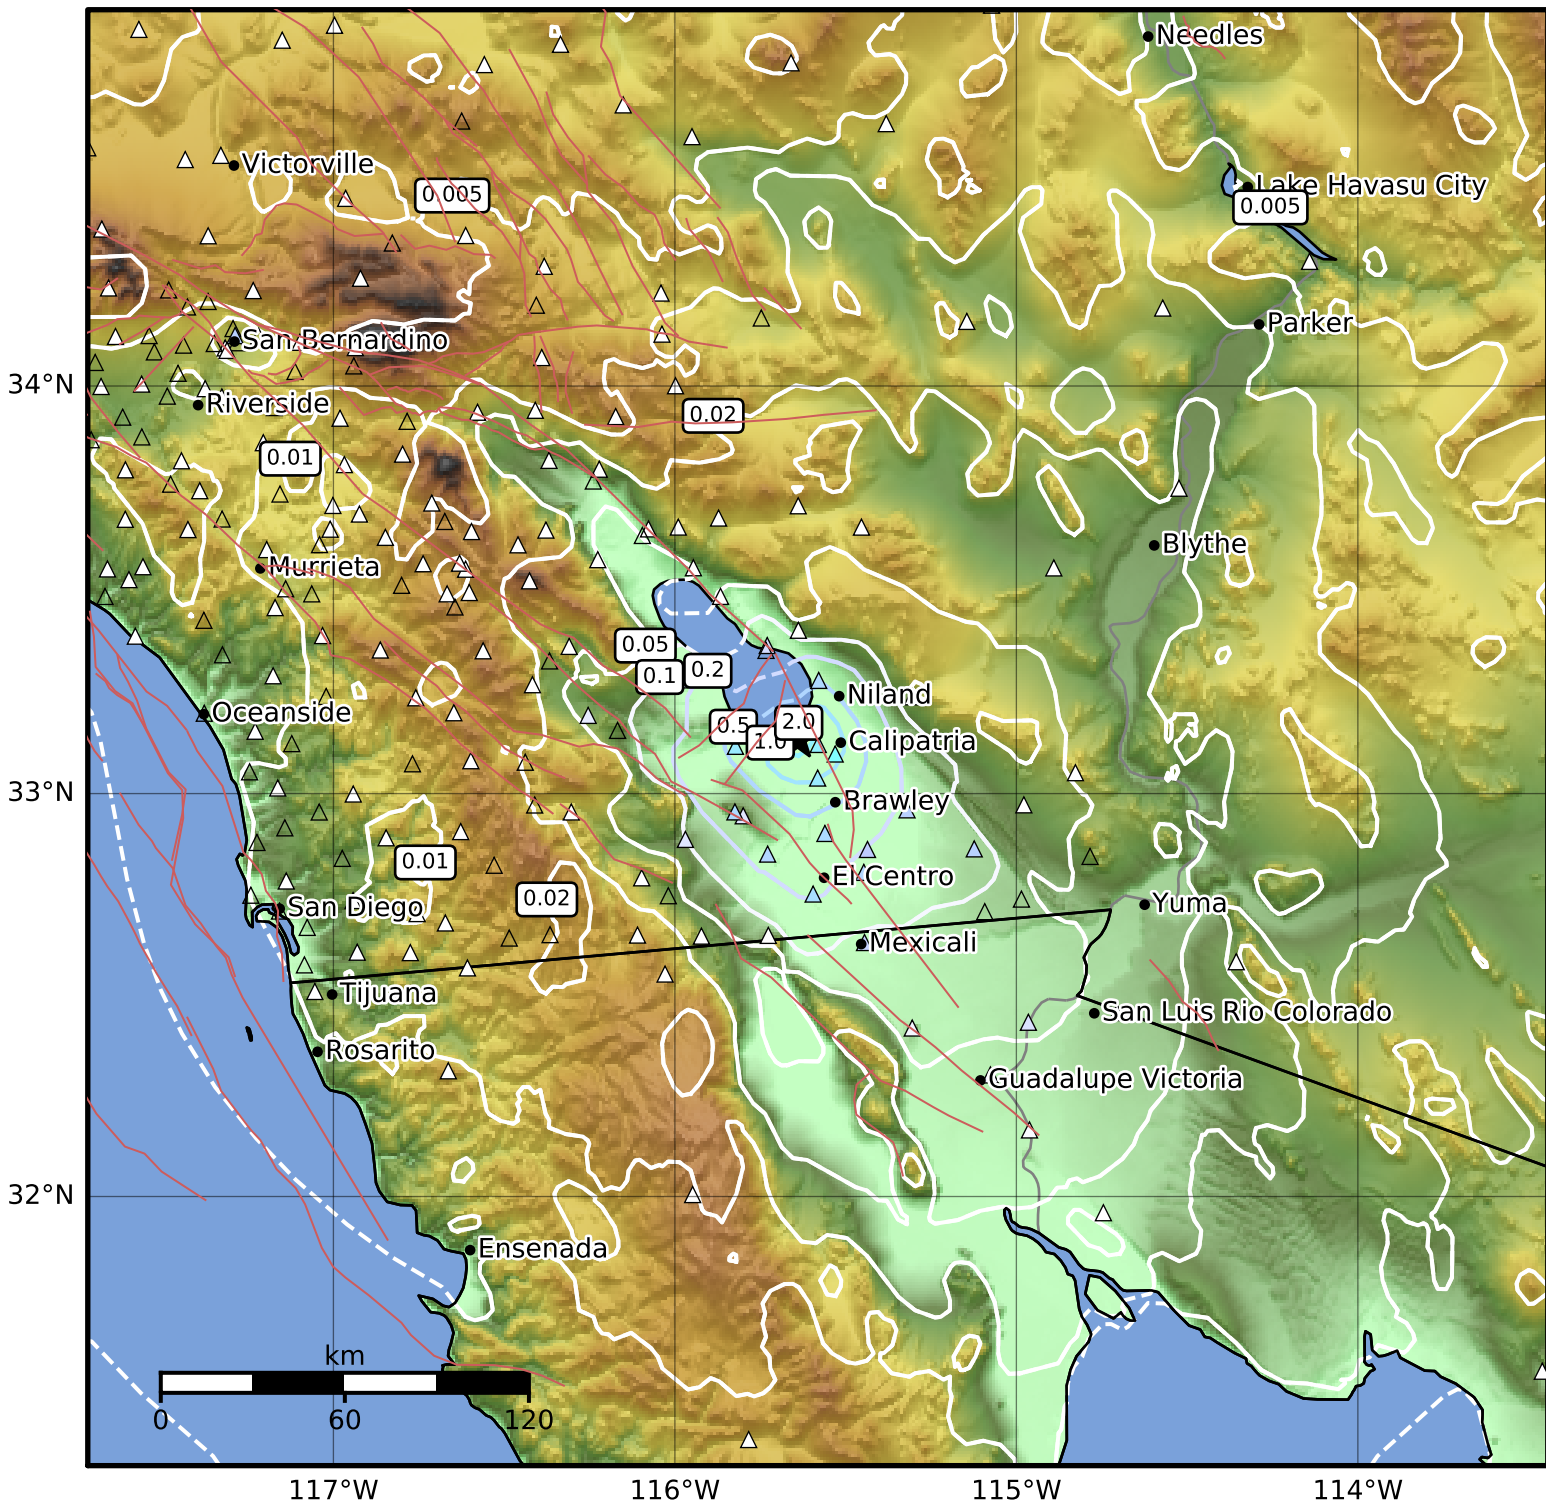 Needles
Victorville
0.005
Lake Havasu City
0.005
San Bernardino
Parker
34°N
Riverside
0.02
0.01
Blythe
Murrieta
0.05
0.1
0.2
Niland
Oceanside
0.5
2.0
1.0
Calipatria
33°N
Brawley
0.01
El Centro
0.02
San Diego
Yuma
Mexicali
Tijuana
San Luis Rio Colorado
Rosarito
Guadalupe Victoria
32°N
Ensenada
km
0
60
120
117°W
116°W
115°W
114°W